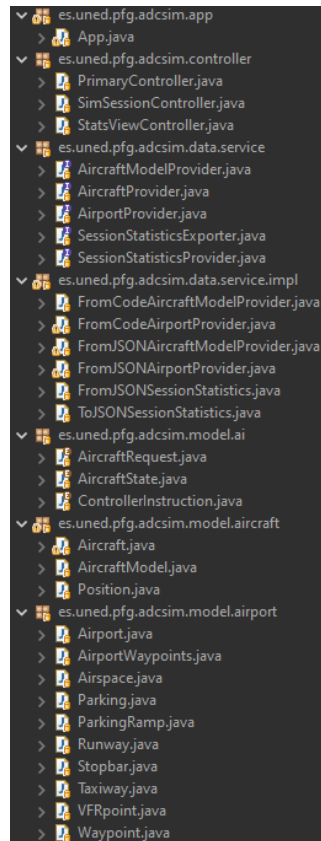 es.uned.pfg.adcsim.app
App.java
es.uned.pfg.adcsim.controller
PrimaryController.java
SimSessionController.java
StatsViewController.java
es.uned.pfg.adcsim.data.service
AircraftModelProvider.java
AircraftProvider.java
AirportProvider.java
SessionStatisticsExporter.java
SessionStatisticsProvider.java
es.uned.pfg.adcsim.data.service.impl
FromCodeAircraftModelProvider.java
FromCodeAirportProvider.java
FromJSONAircraftModelProvider.java
FromJSONAirportProvider.java
FromJSONSessionStatistics.java
ToJSONSessionStatistics.java
es.uned.pfg.adcsim.model.ai
AircraftRequest.java
AircraftState.java
ControllerInstruction.java
es.uned.pfg.adcsim.model.aircraft
Aircraft.java
AircraftModel.java
Position.java
es.uned.pfg.adcsim.model.airport
Airport.java
AirportWaypoints.java
Airspace.java
Parking.java
ParkingRamp.java
Runway.java
Stopbar.java
Taxiway.java
VFRpoint.java
Waypoint.java